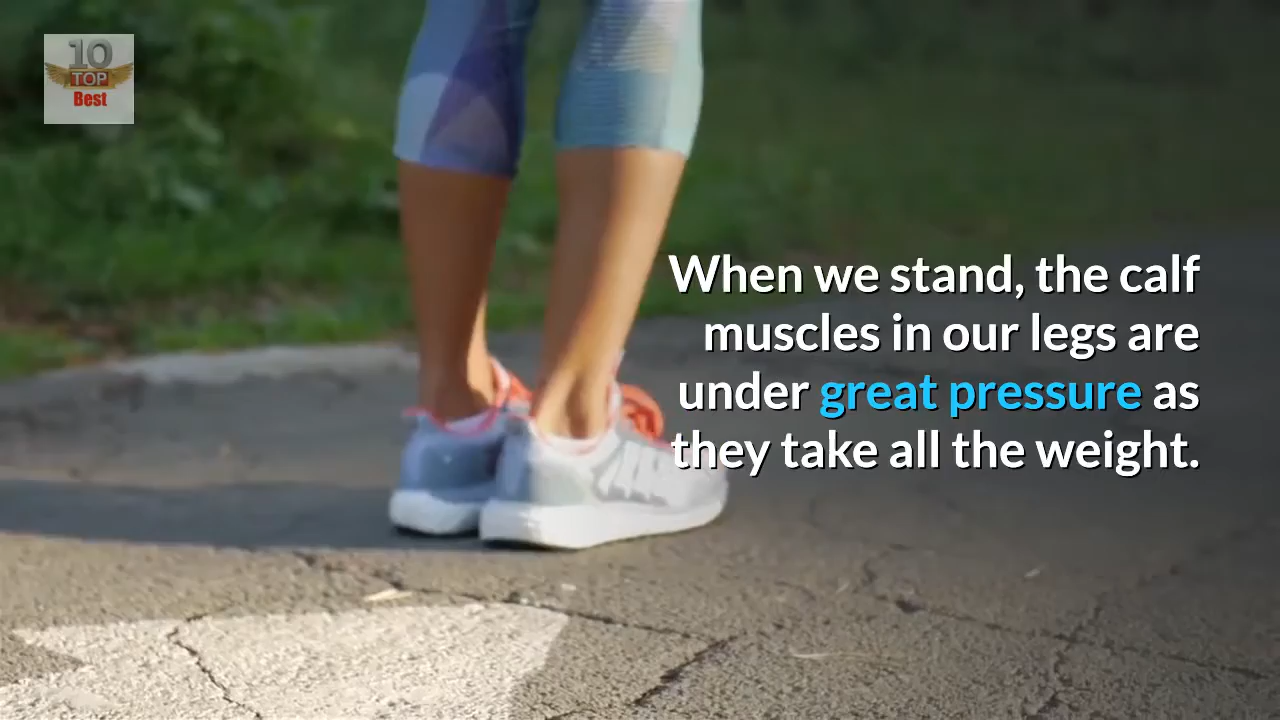 10
TOP
Best
When we stand, the calf
muscles in our legs are
under great pressure as
they take all the weight.